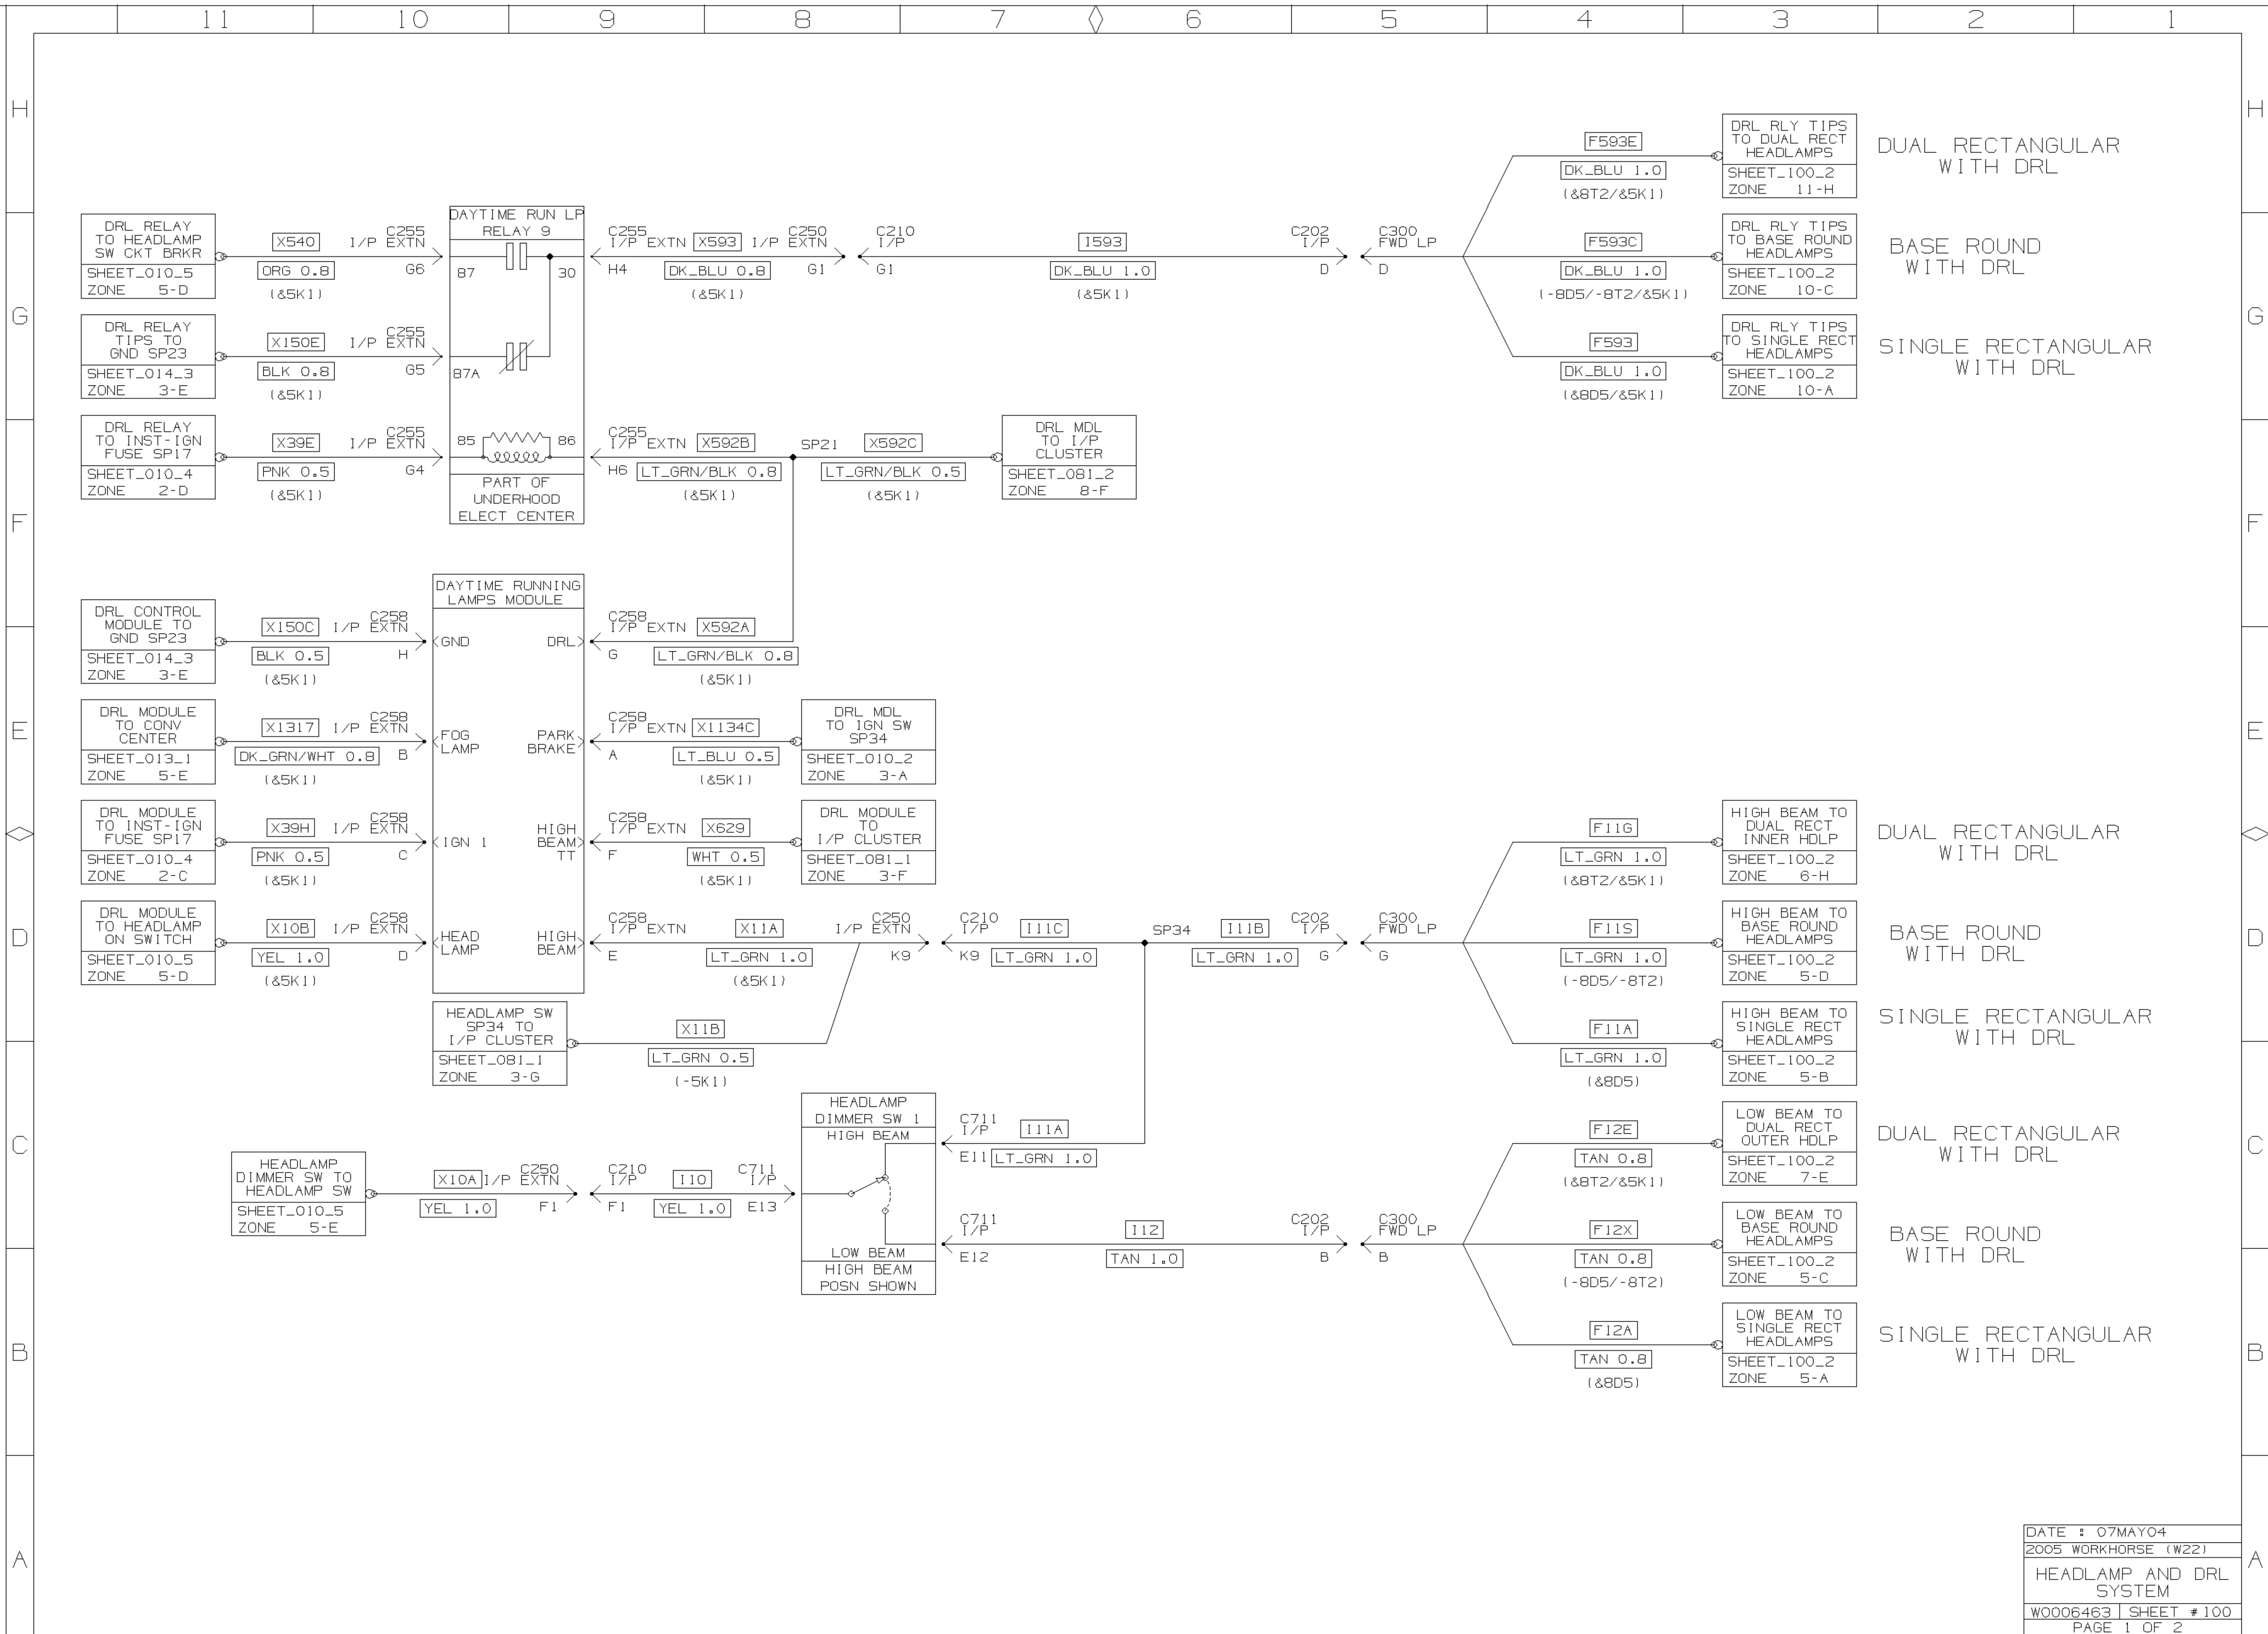 11 10 9 8 7 6 5 4 3 2 1
H H
G G
F F
E E
D D
C C
B B
A A
DRL RELAY
TO HEADLAMP
SW CKT BRKR
SHEET_010_5
ZONE 5-D
X540
ORG 0.8
(&5K1)
C255
I/P EXTN
G6
DAYTIME RUN LP
RELAY 9
87
30
87A
85
86
PART OF
UNDERHOOD
ELECT CENTER
C255
I/P EXTN
H4
X593
DK_BLU 0.8
(&5K1)
C250
I/P EXTN
G1
C210
I/P
G1
I593
DK_BLU 1.0
(&5K1)
C202
I/P
D
C300
FWD LP
D
F593E
DK_BLU 1.0
(&8T2/&5K1)
DRL RLY TIPS
TO DUAL RECT
HEADLAMPS
SHEET_100_2
ZONE 11-H
DUAL RECTANGULAR
WITH DRL
F593C
DK_BLU 1.0
(-8D5/-8T2/&5K1)
DRL RLY TIPS
TO BASE ROUND
HEADLAMPS
SHEET_100_2
ZONE 10-C
BASE ROUND
WITH DRL
F593
DK_BLU 1.0
(&8D5/&5K1)
DRL RLY TIPS
TO SINGLE RECT
HEADLAMPS
SHEET_100_2
ZONE 10-A
SINGLE RECTANGULAR
WITH DRL
DRL RELAY
TIPS TO
GND SP23
SHEET_014_3
ZONE 3-E
X150E
BLK 0.8
(&5K1)
C255
I/P EXTN
G5
DRL RELAY
TO INST-IGN
FUSE SP17
SHEET_010_4
ZONE 2-D
X39E
PNK 0.5
(&5K1)
C255
I/P EXTN
G4
C255
I/P EXTN
H6
X592B
LT_GRN/BLK 0.8
(&5K1)
SP21
X592C
LT_GRN/BLK 0.5
(&5K1)
DRL MDL
TO I/P
CLUSTER
SHEET_081_2
ZONE 8-F
DRL CONTROL
MODULE TO
GND SP23
SHEET_014_3
ZONE 3-E
X150C
BLK 0.5
(&5K1)
C258
I/P EXTN
H
DAYTIME RUNNING
LAMPS MODULE
GND
DRL
FOG
LAMP
PARK
BRAKE
IGN 1
HIGH
BEAM
TT
HEAD
LAMP
HIGH
BEAM
C258
I/P EXTN
G
X592A
LT_GRN/BLK 0.8
(&5K1)
DRL MODULE
TO CONV
CENTER
SHEET_013_1
ZONE 5-E
X1317
DK_GRN/WHT 0.8
(&5K1)
C258
I/P EXTN
B
C258
I/P EXTN
A
X1134C
LT_BLU 0.5
(&5K1)
DRL MDL
TO IGN SW
SP34
SHEET_010_2
ZONE 3-A
DRL MODULE
TO INST-IGN
FUSE SP17
SHEET_010_4
ZONE 2-C
X39H
PNK 0.5
(&5K1)
C258
I/P EXTN
C
C258
I/P EXTN
F
X629
WHT 0.5
(&5K1)
DRL MODULE
TO
I/P CLUSTER
SHEET_081_1
ZONE 3-F
DRL MODULE
TO HEADLAMP
ON SWITCH
SHEET_010_5
ZONE 5-D
X10B
YEL 1.0
(&5K1)
C258
I/P EXTN
D
C258
I/P EXTN
E
X11A
LT_GRN 1.0
(&5K1)
C250
I/P EXTN
K9
C210
I/P
K9
I11C
LT_GRN 1.0
SP34
I11B
LT_GRN 1.0
C202
I/P
G
C300
FWD LP
G
F11G
LT_GRN 1.0
(&8T2/&5K1)
HIGH BEAM TO
DUAL RECT
INNER HDLP
SHEET_100_2
ZONE 6-H
DUAL RECTANGULAR
WITH DRL
F11S
LT_GRN 1.0
(-8D5/-8T2)
HIGH BEAM TO
BASE ROUND
HEADLAMPS
SHEET_100_2
ZONE 5-D
BASE ROUND
WITH DRL
F11A
LT_GRN 1.0
(&8D5)
HIGH BEAM TO
SINGLE RECT
HEADLAMPS
SHEET_100_2
ZONE 5-B
SINGLE RECTANGULAR
WITH DRL
HEADLAMP SW
SP34 TO
I/P CLUSTER
SHEET_081_1
ZONE 3-G
X11B
LT_GRN 0.5
(-5K1)
HEADLAMP
DIMMER SW TO
HEADLAMP SW
SHEET_010_5
ZONE 5-E
X10A
YEL 1.0
C250
I/P EXTN
F1
C210
I/P
F1
I10
YEL 1.0
C711
I/P
E13
HEADLAMP
DIMMER SW 1
HIGH BEAM
LOW BEAM
HIGH BEAM
POSN SHOWN
C711
I/P
E11
I11A
LT_GRN 1.0
C711
I/P
E12
I12
TAN 1.0
C202
I/P
B
C300
FWD LP
B
F12E
TAN 0.8
(&8T2/&5K1)
LOW BEAM TO
DUAL RECT
OUTER HDLP
SHEET_100_2
ZONE 7-E
DUAL RECTANGULAR
WITH DRL
F12X
TAN 0.8
(-8D5/-8T2)
LOW BEAM TO
BASE ROUND
HEADLAMPS
SHEET_100_2
ZONE 5-C
BASE ROUND
WITH DRL
F12A
TAN 0.8
(&8D5)
LOW BEAM TO
SINGLE RECT
HEADLAMPS
SHEET_100_2
ZONE 5-A
SINGLE RECTANGULAR
WITH DRL
DATE : 07MAY04
2005 WORKHORSE (W22)
HEADLAMP AND DRL
SYSTEM
W0006463 SHEET #100
PAGE 1 OF 2